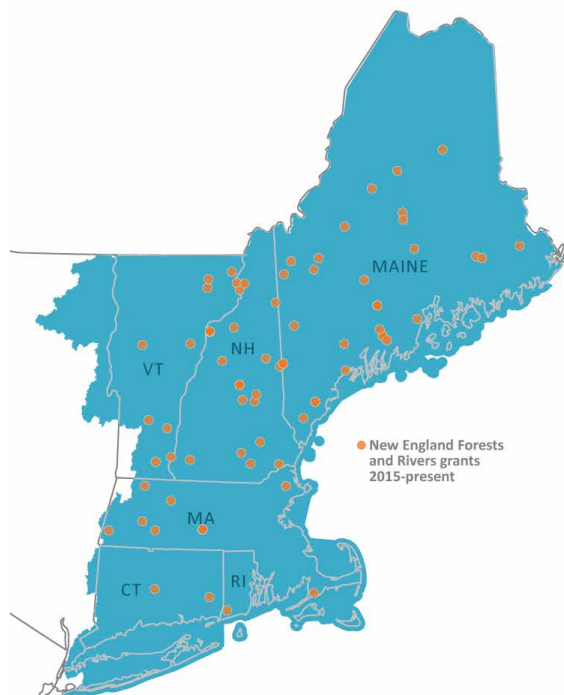 MAINE
VT
NH
New England Forests
and Rivers grants
2015-present
MA
CT
RI